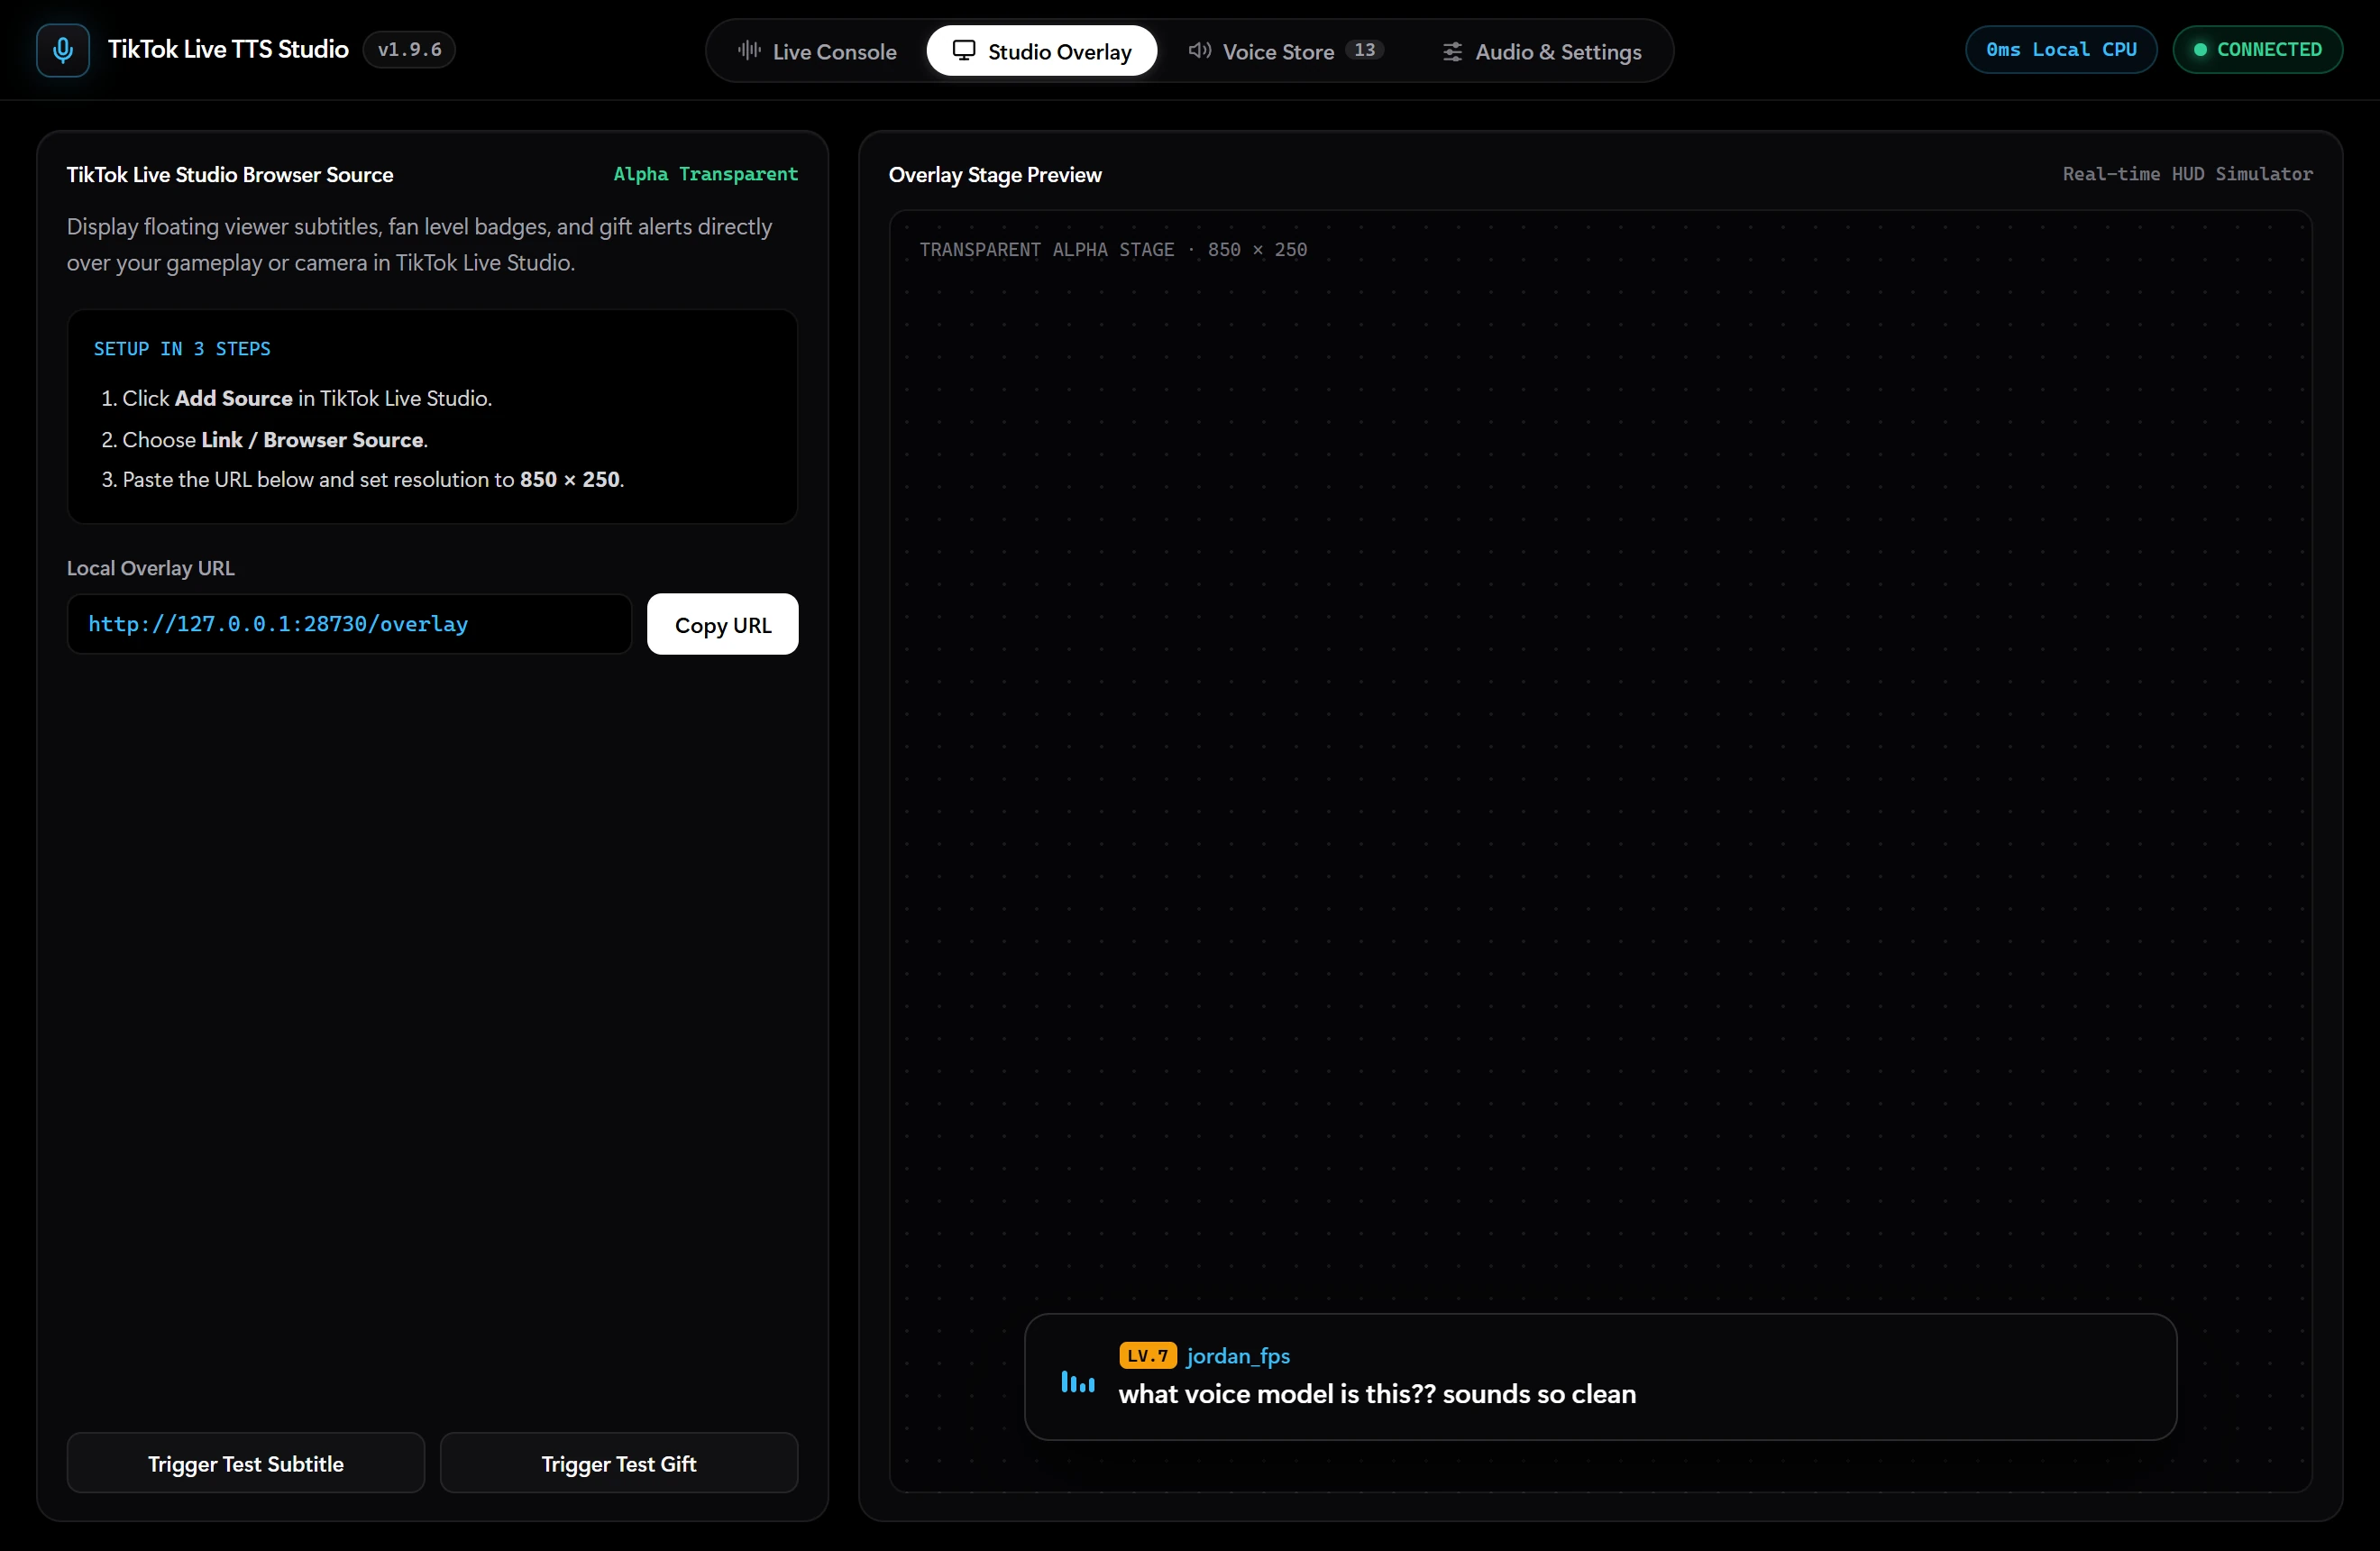 TikTok Live TTS Studio v1.9.6
Live Console
Studio Overlay
Voice Store 13
Audio & Settings
0ms Local CPU
CONNECTED
TikTok Live Studio Browser Source
Alpha Transparent
Display floating viewer subtitles, fan level badges, and gift alerts directly
over your gameplay or camera in TikTok Live Studio.
SETUP IN 3 STEPS
1. Click Add Source in TikTok Live Studio.
2. Choose Link / Browser Source.
3. Paste the URL below and set resolution to 850 × 250.
Local Overlay URL
http://127.0.0.1:28730/overlay
Copy URL
Trigger Test Subtitle
Trigger Test Gift
Overlay Stage Preview
Real-time HUD Simulator
TRANSPARENT ALPHA STAGE · 850 × 250
LV.7 jordan_fps
what voice model is this?? sounds so clean